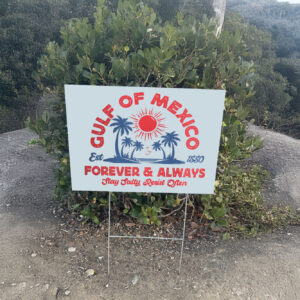 GULF OF MEXICO
Est 1550
FOREVER & ALWAYS
Stay Salty Resist Often